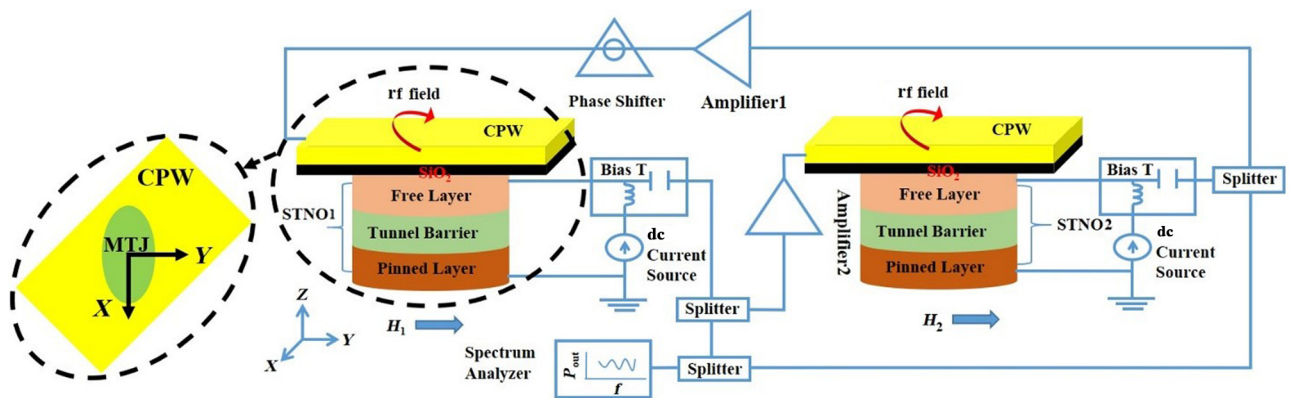 rf field
CPW
SiO2
Free Layer
Tunnel Barrier
Pinned Layer
STNO1
Bias T
dc
Current
Source
Phase Shifter
Amplifier1
CPW
MTJ
Y
X
Z
Y
X
H1
Spectrum
Analyzer
Pout
f
Splitter
Splitter
Amplifier2
rf field
CPW
SiO2
Free Layer
Tunnel Barrier
Pinned Layer
STNO2
Bias T
dc
Current
Source
Splitter
H2